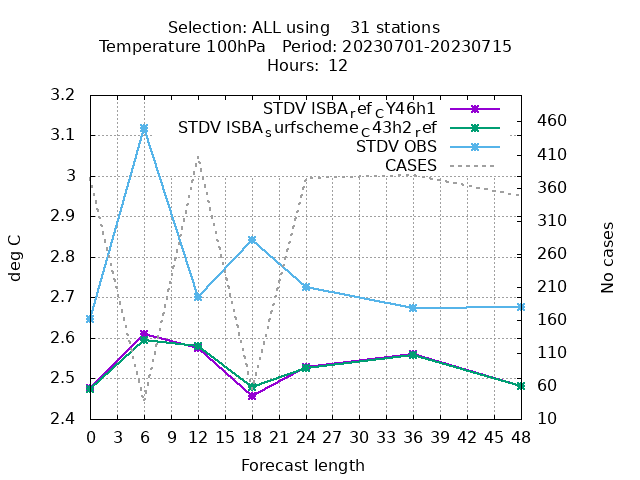 Selection: ALL using    31 stations
Temperature 100hPa   Period: 20230701-20230715
Hours:  12
STDV ISBA_ref_CY46h1
STDV ISBA_surfscheme_C43h2_ref
STDV OBS
CASES
3.2
3.1
3
2.9
2.8
2.7
2.6
2.5
2.4
deg C
460
410
360
310
260
210
160
110
60
10
No cases
0 3 6 9 12 15 18 21 24 27 30 33 36 39 42 45 48
Forecast length